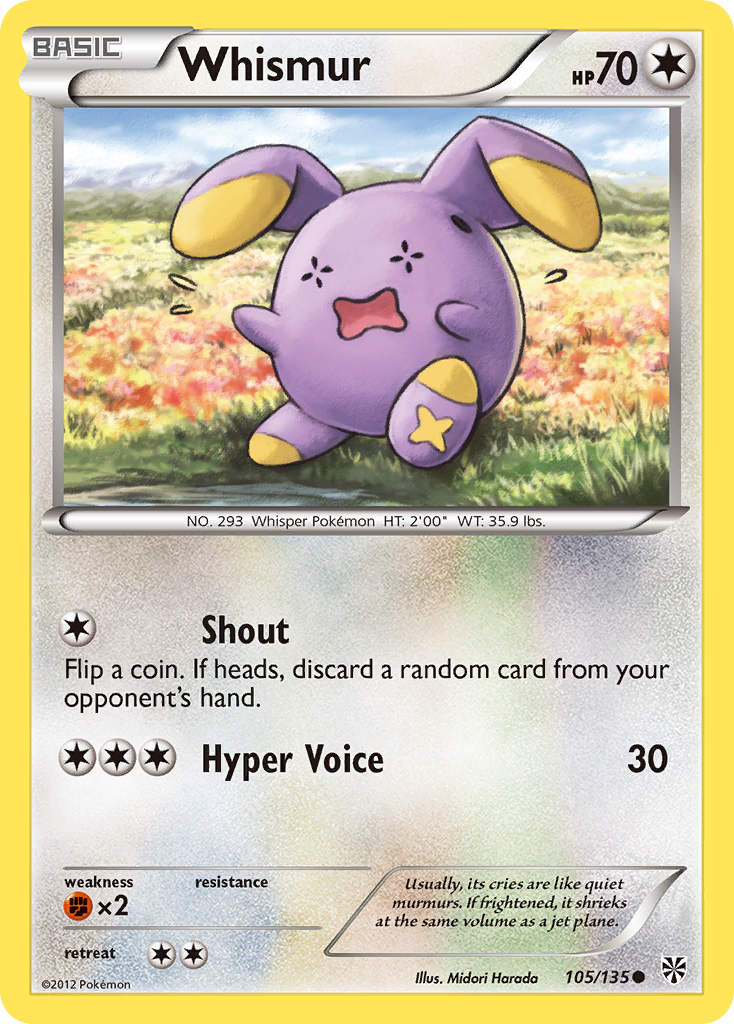 BASIC
Whismur
HP 70
NO. 293 Whisper Pokémon HT: 2'00" WT: 35.9 lbs.
Shout
Flip a coin. If heads, discard a random card from your
opponent's hand.
Hyper Voice 30
weakness resistance
×2
Usually, its cries are like quiet
murmurs. If frightened, it shrieks
at the same volume as a jet plane.
retreat
©2012 Pokémon
Illus. Midori Harada 105/135